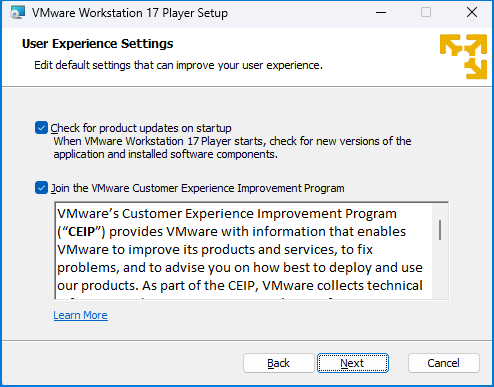 VMware Workstation 17 Player Setup
User Experience Settings
Edit default settings that can improve your user experience.
Check for product updates on startup
When VMware Workstation 17 Player starts, check for new versions of the
application and installed software components.
Join the VMware Customer Experience Improvement Program
VMware's Customer Experience Improvement Program
("CEIP") provides VMware with information that enables
VMware to improve its products and services, to fix
problems, and to advise you on how best to deploy and use
our products. As part of the CEIP, VMware collects technical
Learn More
Back
Next
Cancel